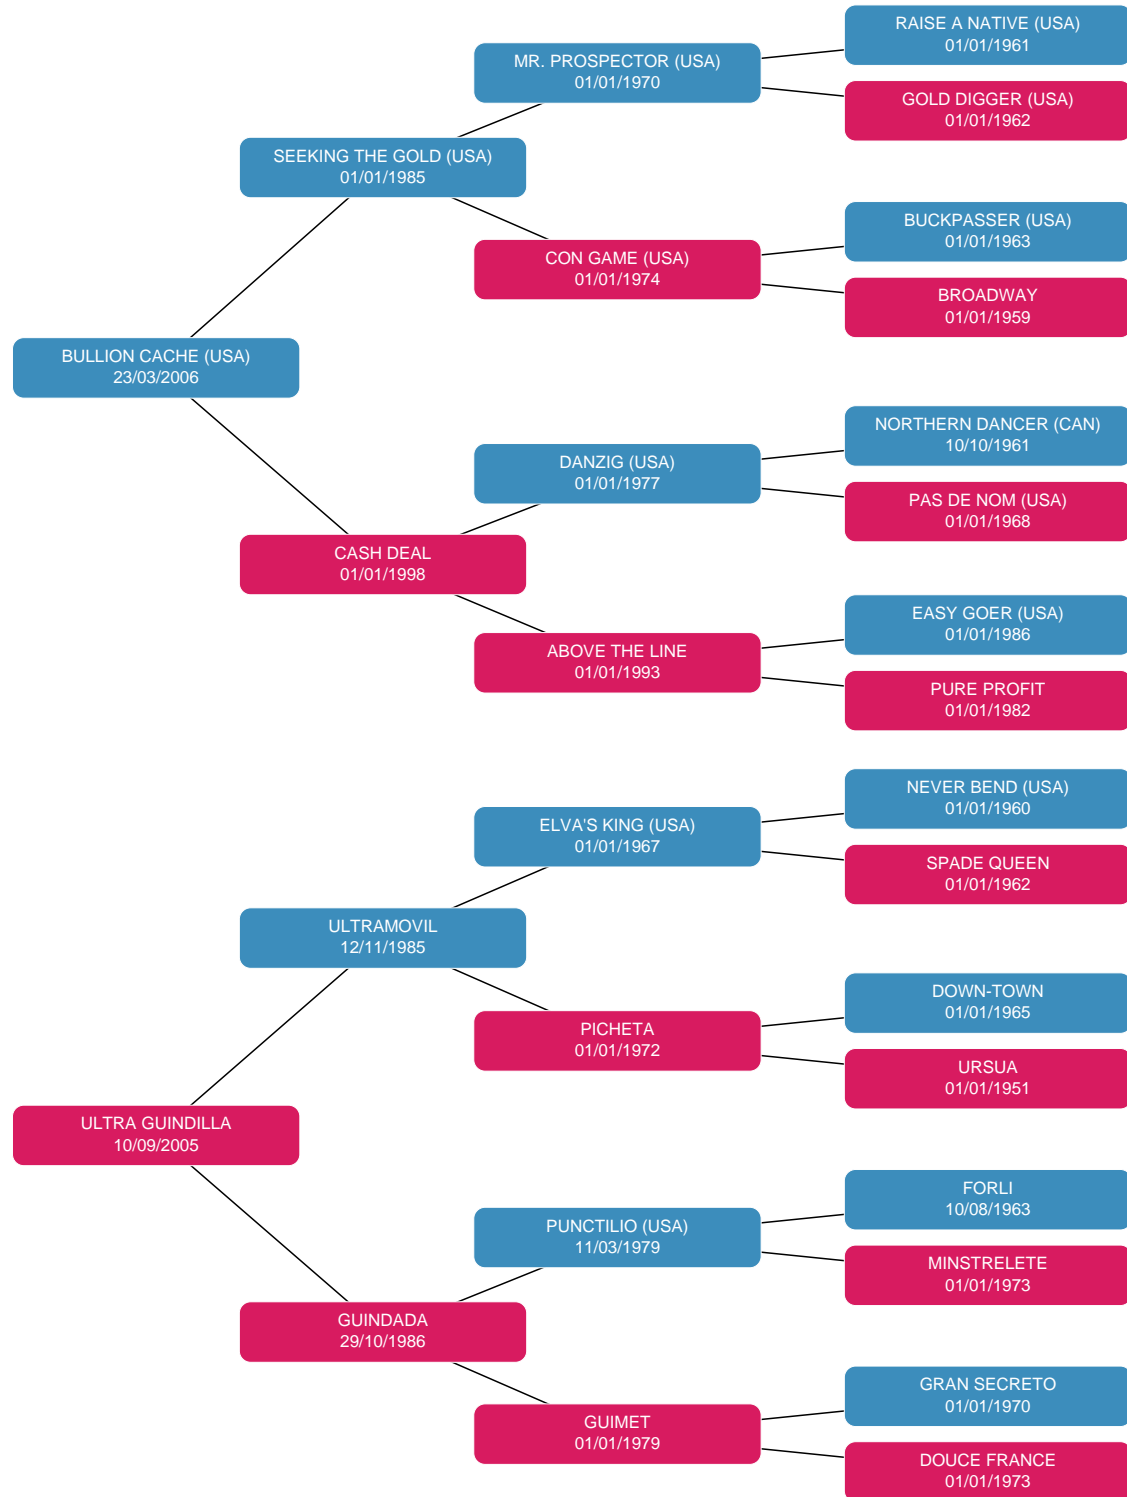 RAISE A NATIVE (USA)
01/01/1961
MR. PROSPECTOR (USA)
01/01/1970
GOLD DIGGER (USA)
01/01/1962
SEEKING THE GOLD (USA)
01/01/1985
BUCKPASSER (USA)
01/01/1963
CON GAME (USA)
01/01/1974
BROADWAY
01/01/1959
BULLION CACHE (USA)
23/03/2006
NORTHERN DANCER (CAN)
10/10/1961
DANZIG (USA)
01/01/1977
PAS DE NOM (USA)
01/01/1968
CASH DEAL
01/01/1998
EASY GOER (USA)
01/01/1986
ABOVE THE LINE
01/01/1993
PURE PROFIT
01/01/1982
NEVER BEND (USA)
01/01/1960
ELVA'S KING (USA)
01/01/1967
SPADE QUEEN
01/01/1962
ULTRAMOVIL
12/11/1985
DOWN-TOWN
01/01/1965
PICHETA
01/01/1972
URSUA
01/01/1951
ULTRA GUINDILLA
10/09/2005
FORLI
10/08/1963
PUNCTILIO (USA)
11/03/1979
MINSTRELETE
01/01/1973
GUINDADA
29/10/1986
GRAN SECRETO
01/01/1970
GUIMET
01/01/1979
DOUCE FRANCE
01/01/1973